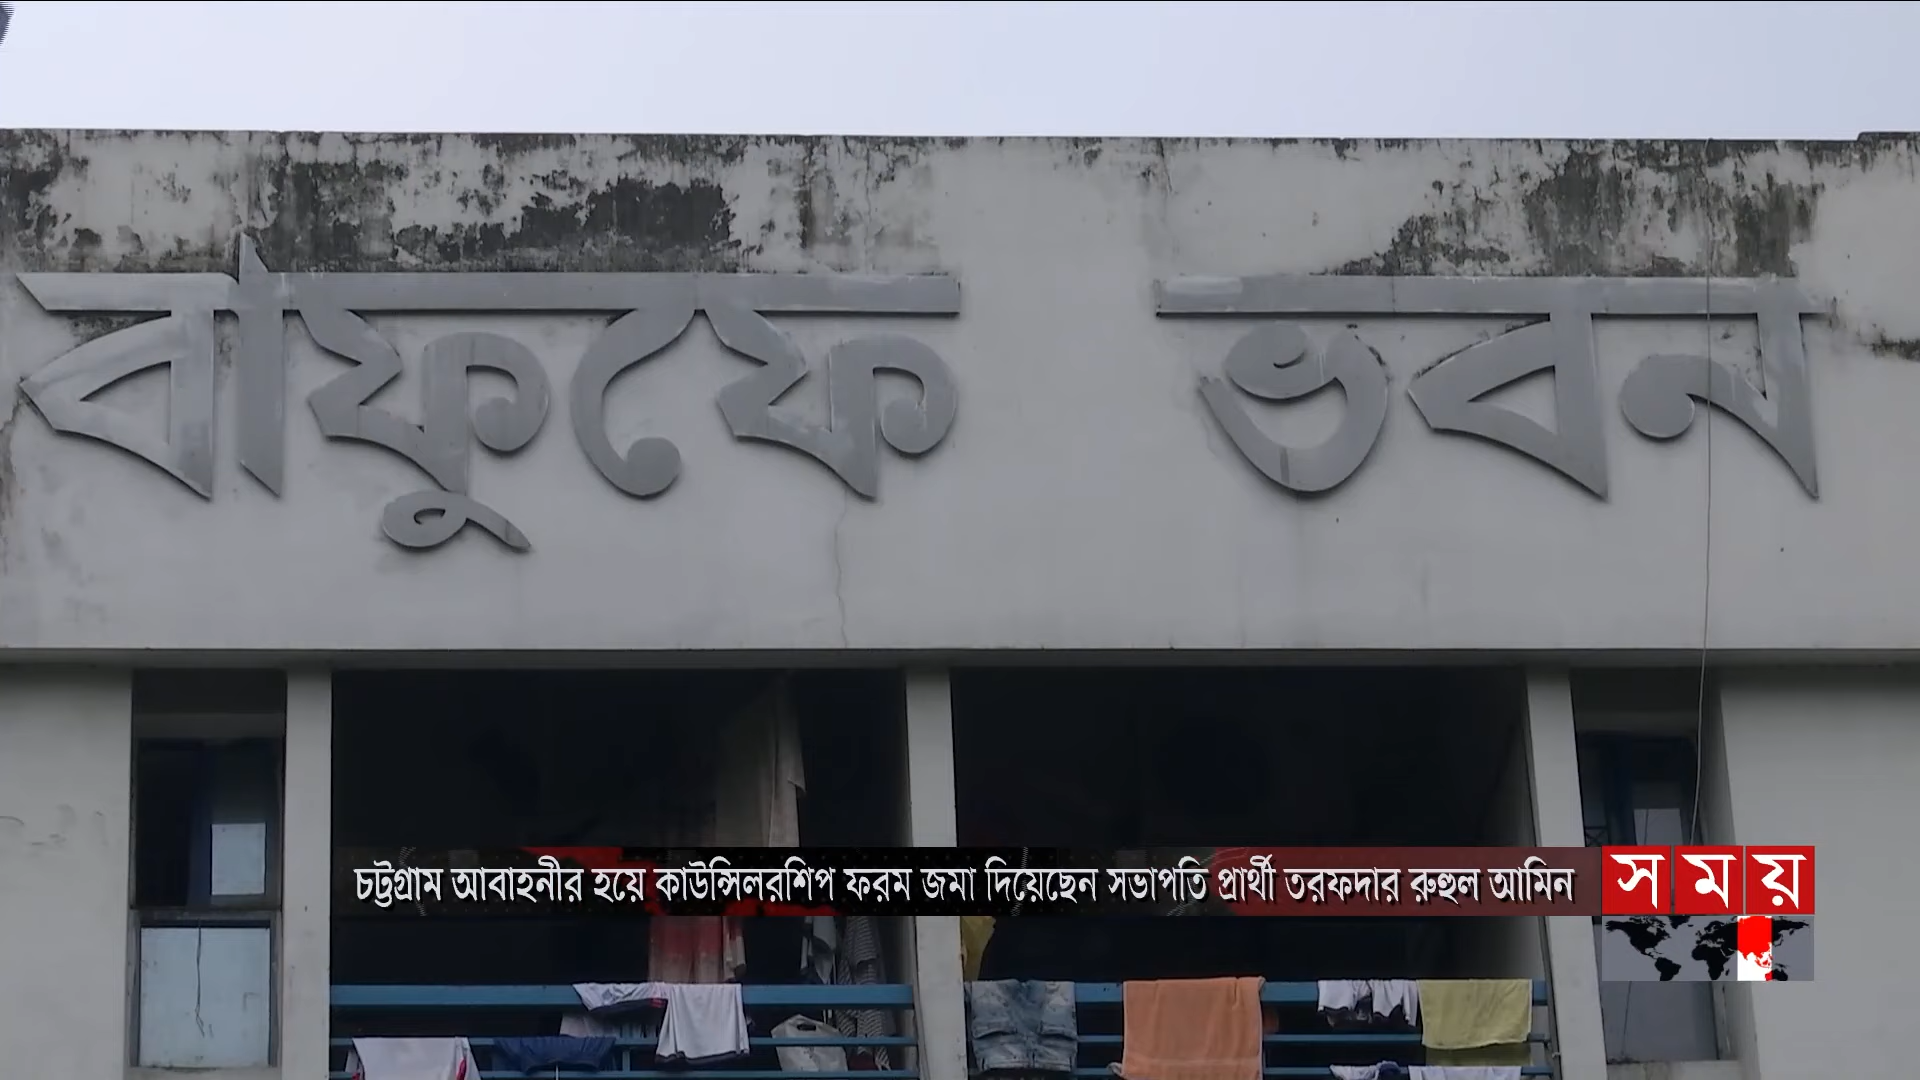 বাফুফে ভবন
চট্টগ্রাম আবাহনীর হয়ে কাউন্সিলরশিপ ফরম জমা দিয়েছেন সভাপতি প্রার্থী তরফদার রুহুল আমিন
সময়